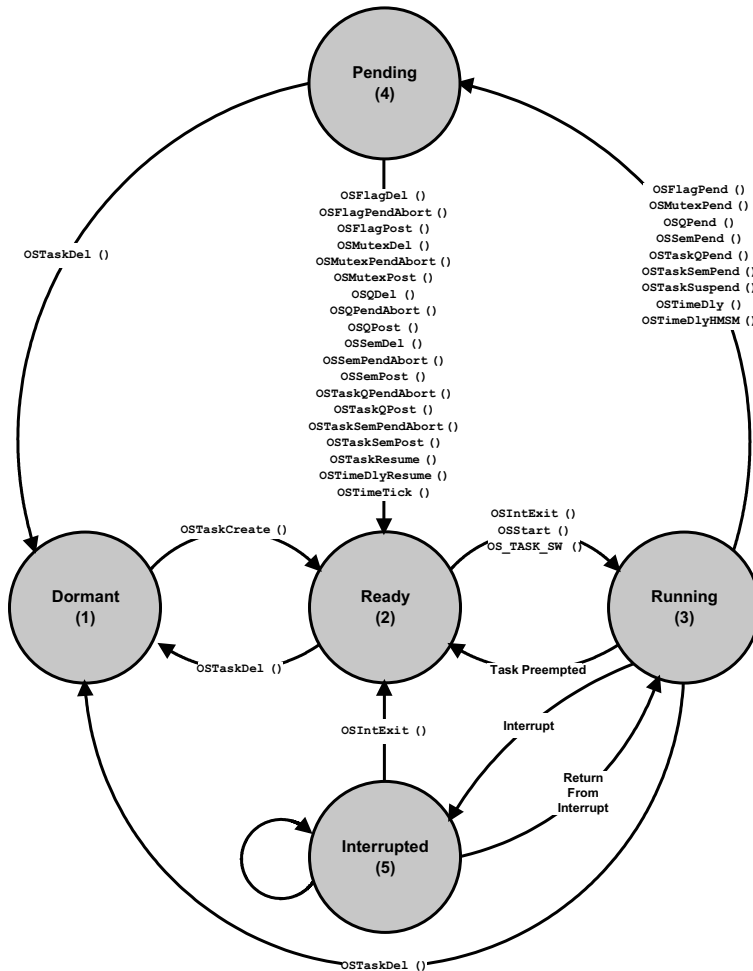 Pending
(4)
OSTaskDel ()
OSFlagDel ()
OSFlagPendAbort ()
OSFlagPost ()
OSMutexDel ()
OSMutexPendAbort ()
OSMutexPost ()
OSQDel ()
OSQPendAbort ()
OSQPost ()
OSSemDel ()
OSSemPendAbort ()
OSSemPost ()
OSTaskQPendAbort ()
OSTaskQPost ()
OSTaskSemPendAbort ()
OSTaskSemPost ()
OSTaskResume ()
OSTimeDlyResume ()
OSTimeTick ()
OSFlagPend ()
OSMutexPend ()
OSQPend ()
OSSemPend ()
OSTaskQPend ()
OSTaskSemPend ()
OSTaskSuspend ()
OSTimeDly ()
OSTimeDlyHMSM ()
OSTaskCreate ()
OSIntExit ()
OSStart ()
OS_TASK_SW ()
Dormant
(1)
Ready
(2)
Running
(3)
OSTaskDel ()
Task Preempted
OSIntExit ()
Interrupt
Return
From
Interrupt
Interrupted
(5)
OSTaskDel ()